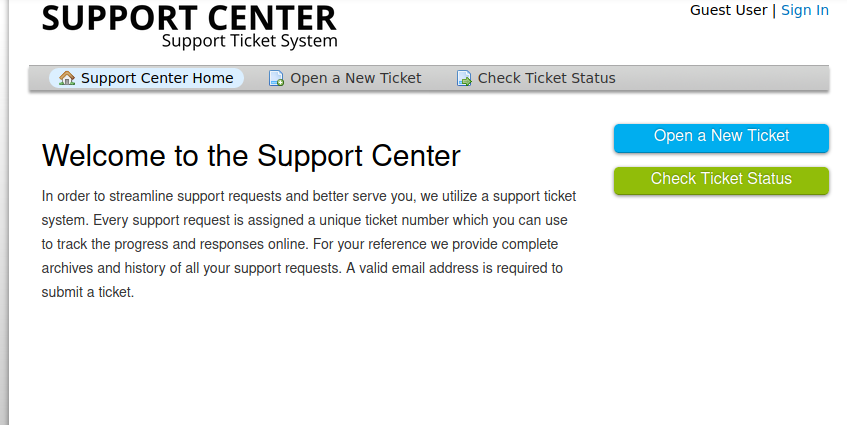 SUPPORT CENTER
Support Ticket System
Guest User | Sign In
Support Center Home
Open a New Ticket
Check Ticket Status
Welcome to the Support Center
In order to streamline support requests and better serve you, we utilize a support ticket
system. Every support request is assigned a unique ticket number which you can use
to track the progress and responses online. For your reference we provide complete
archives and history of all your support requests. A valid email address is required to
submit a ticket.
Open a New Ticket
Check Ticket Status